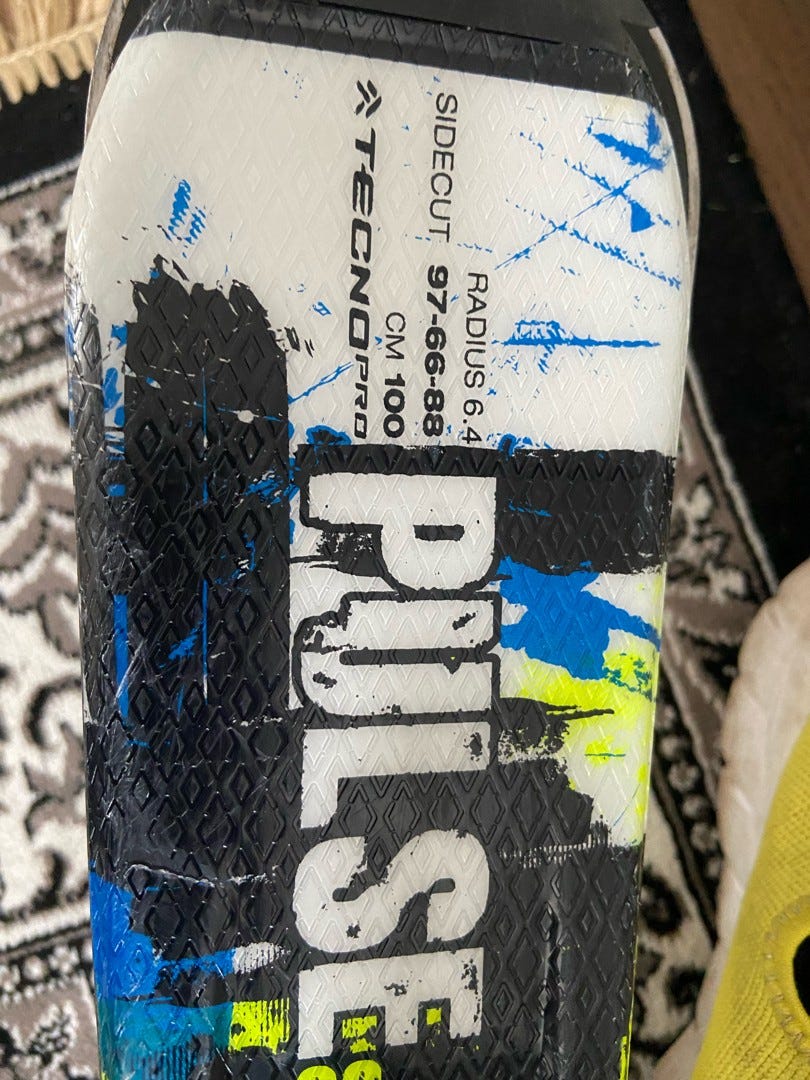 RADIUS 6.4
SIDECUT 97-66-88
CM 100
TECNOPRO
PULSE